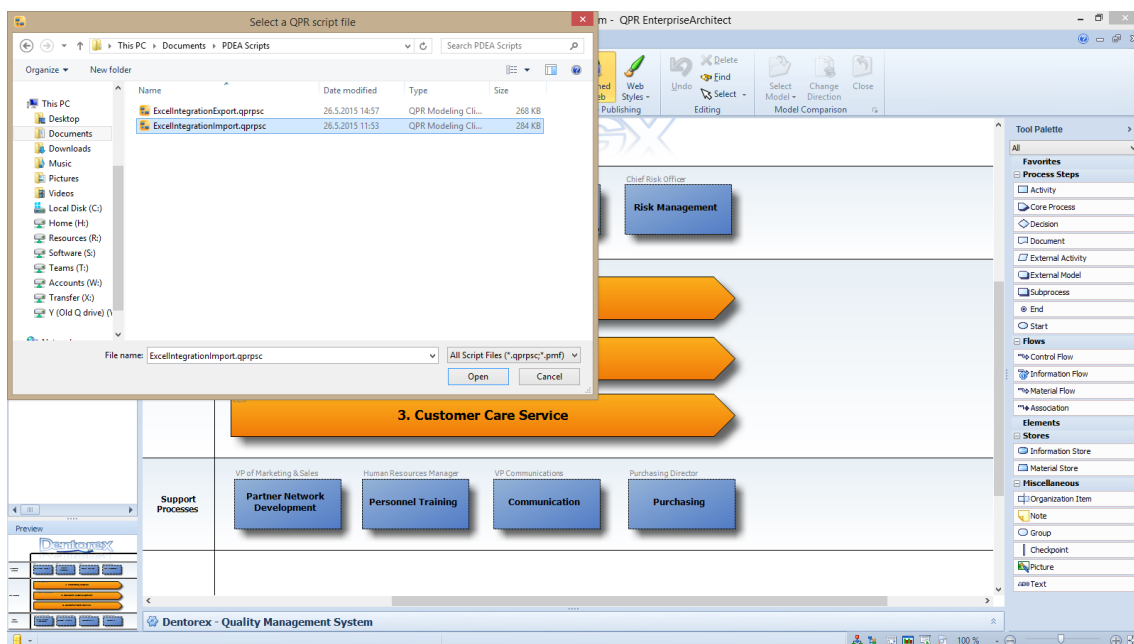 Select a QPR script file
m - QPR EnterpriseArchitect
This PC
Documents
PDEA Scripts
Search PDEA Scripts
Organize
New folder
Name
Date modified
Type
Size
ExcelIntegrationExport.qprpsc
26.5.2015 14:57
QPR Modeling Cli...
268 KB
ExcelIntegrationImport.qprpsc
26.5.2015 11:53
QPR Modeling Cli...
284 KB
This PC
Desktop
Documents
Downloads
Music
Pictures
Videos
Local Disk (C:)
Home (H:)
Resources (R:)
Software (S:)
Teams (T:)
Accounts (W:)
Transfer (X:)
Y (Old Q drive) (
File name:
ExcelIntegrationImport.qprpsc
All Script Files (*.qprpsc;*.pmf)
Open
Cancel
Web
Styles
Publishing
Undo
Delete
Find
Select
Editing
Select
Model
Change
Direction
Close
Model Comparison
Chief Risk Officer
Risk Management
3. Customer Care Service
Support
Processes
VP of Marketing & Sales
Partner Network
Development
Human Resources Manager
Personnel Training
VP Communications
Communication
Purchasing Director
Purchasing
Tool Palette
All
Favorites
Process Steps
Activity
Core Process
Decision
Document
External Activity
External Model
Subprocess
End
Start
Flows
Control Flow
Information Flow
Material Flow
Association
Elements
Stores
Information Store
Material Store
Miscellaneous
Organization Item
Note
Group
Checkpoint
Picture
Text
Preview
Dentorex
Dentorex - Quality Management System
100 %